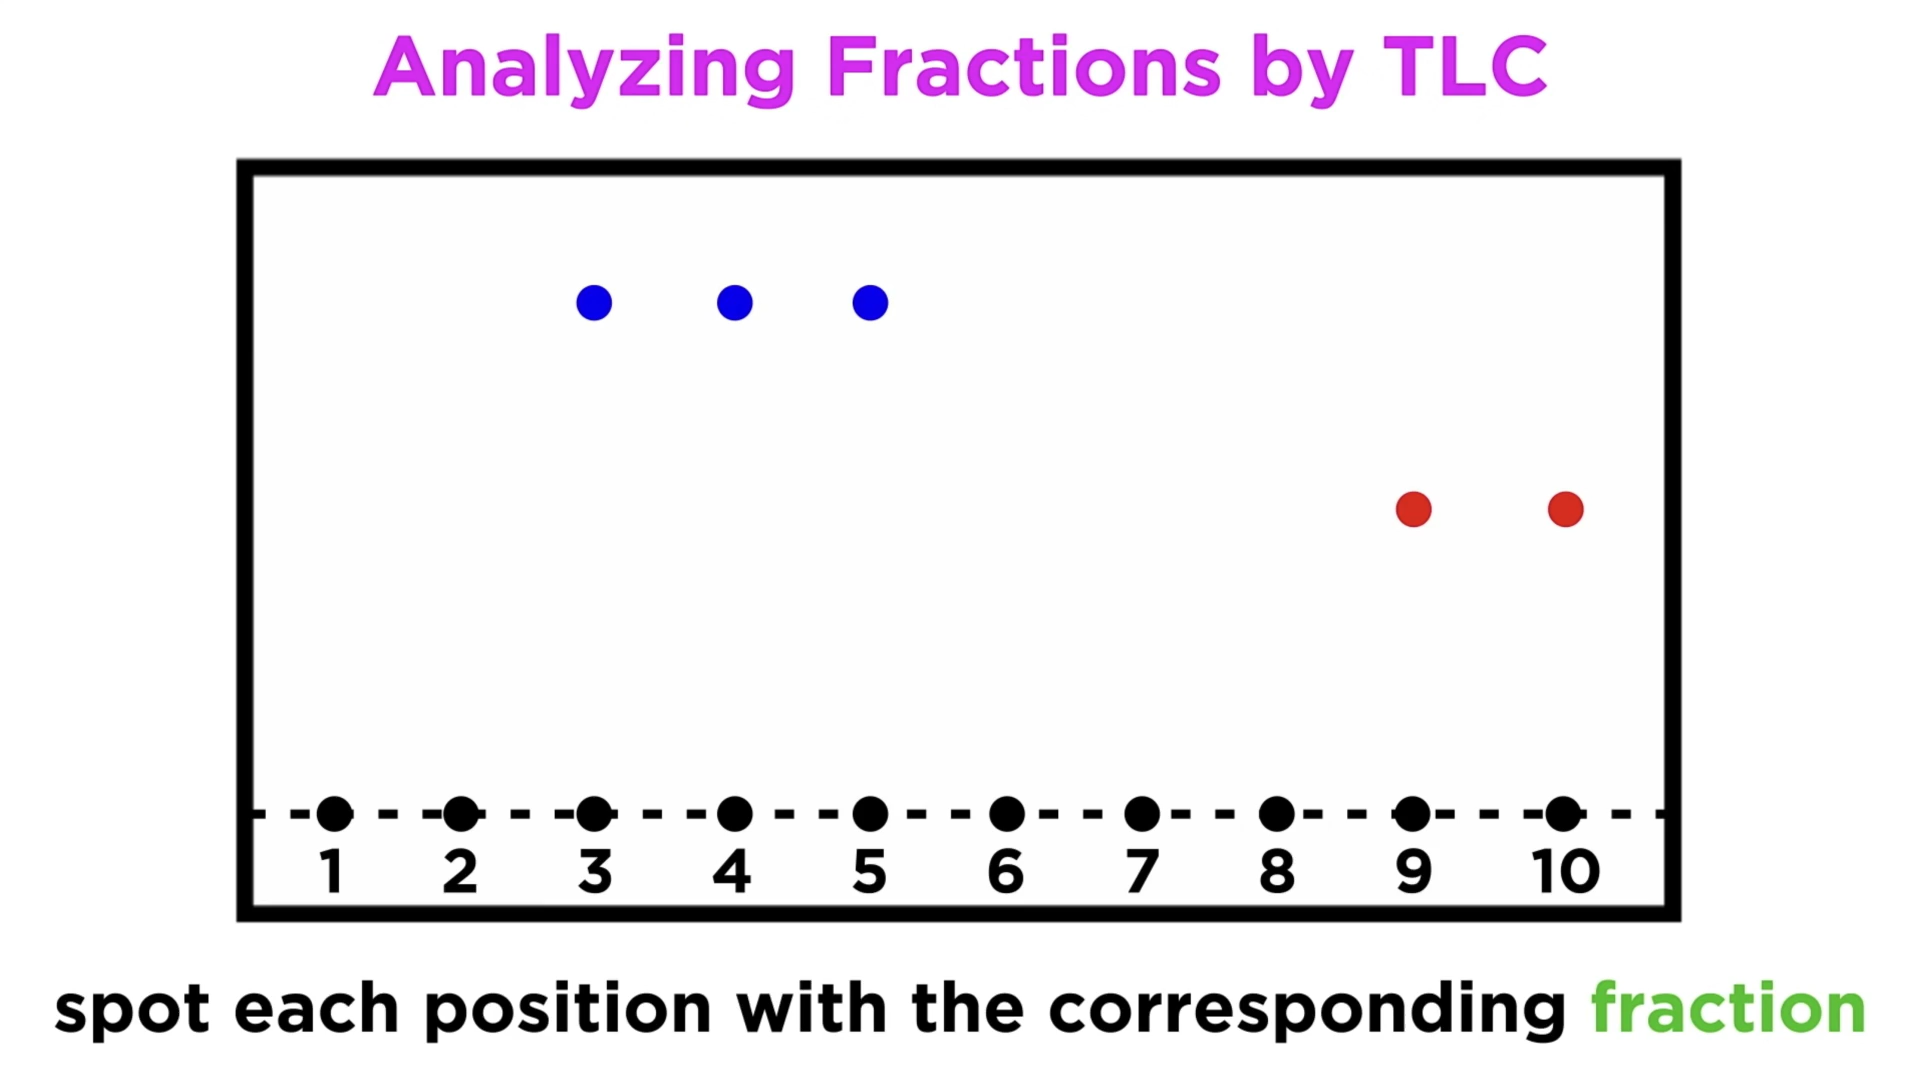 Analyzing Fractions by TLC
1 2 3 4 5 6 7 8 9 10
spot each position with the corresponding fraction